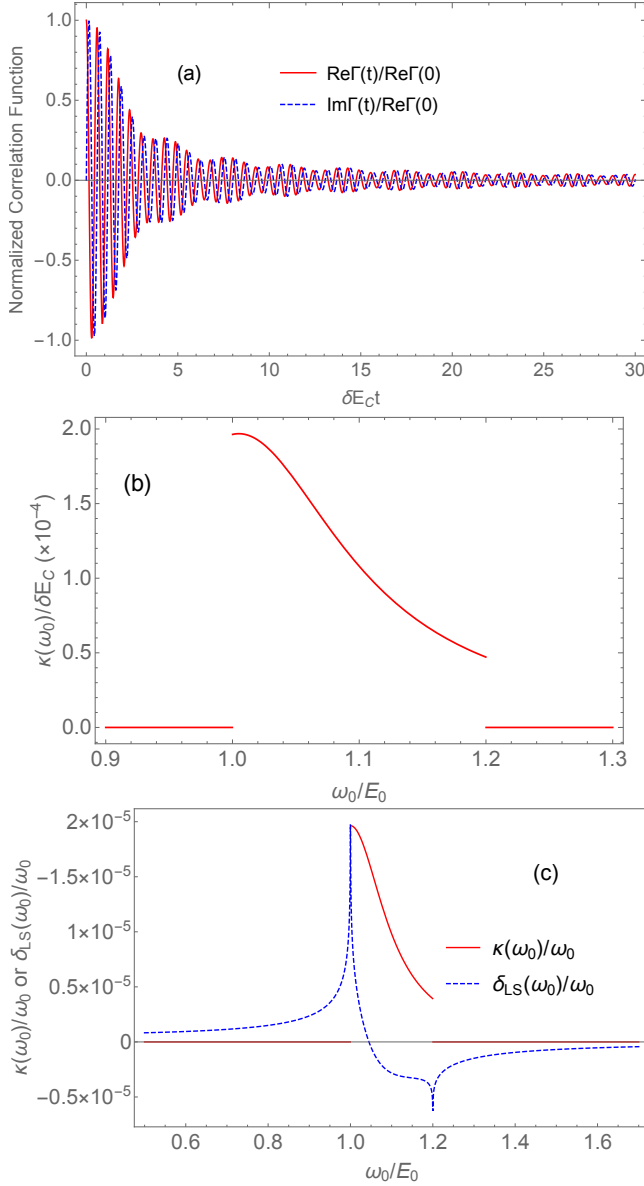 (a)
ReΓ(t)/ReΓ(0)
ImΓ(t)/ReΓ(0)
Normalized Correlation Function
1.0
0.5
0.0
-0.5
-1.0
0 5 10 15 20 25 30
δE_C t
(b)
κ(ω₀)/δE_C (×10⁻⁴)
2.0
1.5
1.0
0.5
0.0
0.9 1.0 1.1 1.2 1.3
ω₀/E₀
(c)
κ(ω₀)/ω₀
δ_LS(ω₀)/ω₀
κ(ω₀)/ω₀ or δ_LS(ω₀)/ω₀
2×10⁻⁵
1.5×10⁻⁵
1×10⁻⁵
0.5×10⁻⁵
0
-0.5×10⁻⁵
0.6 0.8 1.0 1.2 1.4 1.6
ω₀/E₀